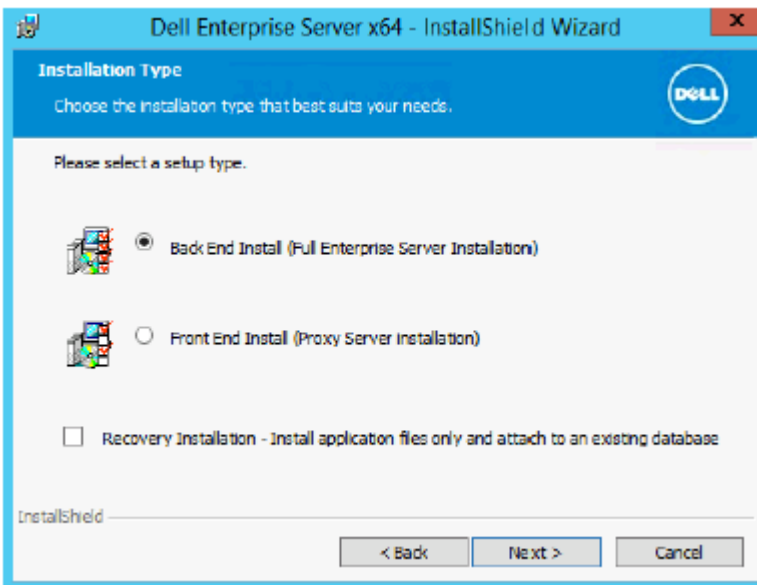 Dell Enterprise Server x64 - InstallShield Wizard
x
Installation Type
Choose the installation type that best suits your needs.
DELL
Please select a setup type.
Back End Install (Full Enterprise Server Installation)
Front End Install (Proxy Server installation)
Recovery Installation - Install application files only and attach to an existing database
InstallShield
< Back
Next >
Cancel